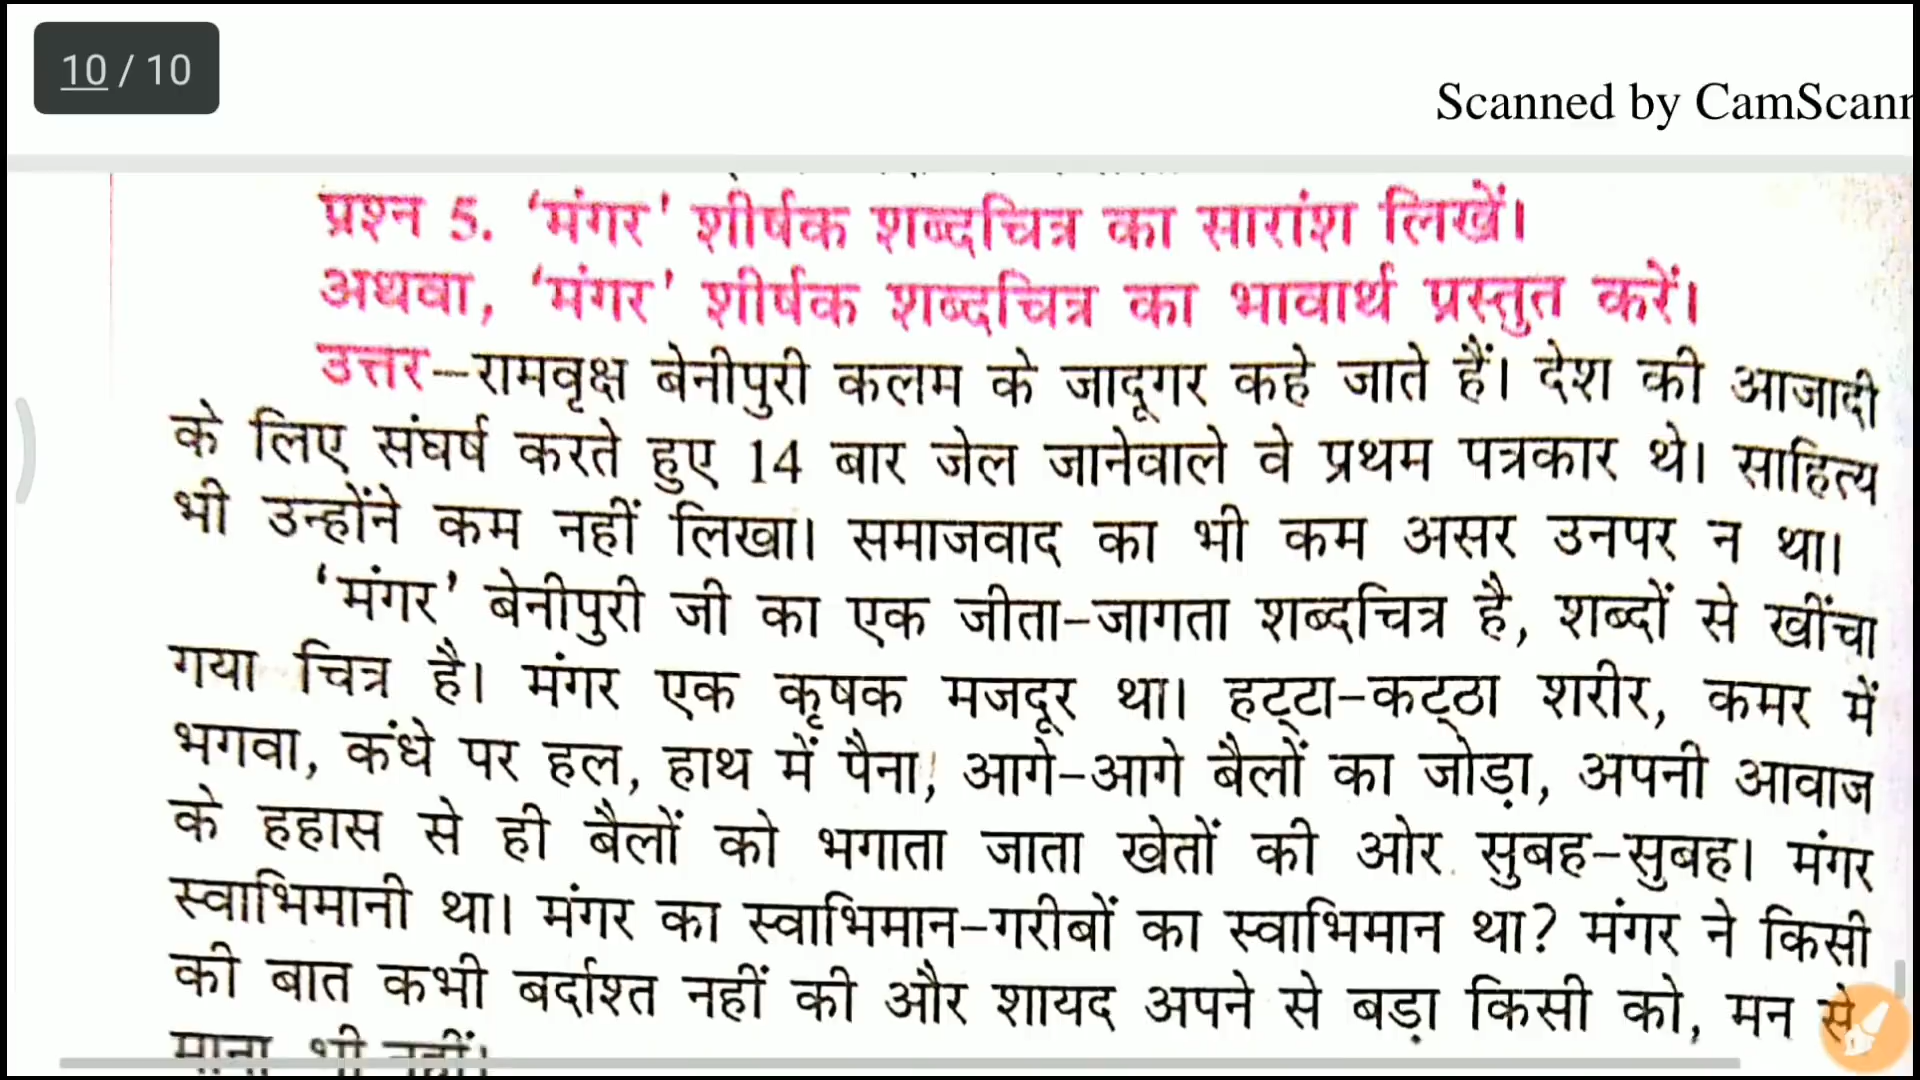 10 / 10
Scanned by CamScann
प्रश्न 5. ‘मंगर’ शीर्षक शब्दचित्र का सारांश लिखें।
अथवा, ‘मंगर’ शीर्षक शब्दचित्र का भावार्थ प्रस्तुत करें।
उत्तर–रामवृक्ष बेनीपुरी कलम के जादूगर कहे जाते हैं। देश की आजादी
के लिए संघर्ष करते हुए 14 बार जेल जानेवाले वे प्रथम पत्रकार थे। साहित्य
भी उन्होंने कम नहीं लिखा। समाजवाद का भी कम असर उनपर न था।
‘मंगर’ बेनीपुरी जी का एक जीता-जागता शब्दचित्र है, शब्दों से खींचा
गया चित्र है। मंगर एक कृषक मजदूर था। हट्टा-कट्ठा शरीर, कमर में
भगवा, कंधे पर हल, हाथ में पैना, आगे-आगे बैलों का जोड़ा, अपनी आवाज
के हहास से ही बैलों को भगाता जाता खेतों की ओर सुबह-सुबह। मंगर
स्वाभिमानी था। मंगर का स्वाभिमान-गरीबों का स्वाभिमान था? मंगर ने किसी
की बात कभी बर्दाश्त नहीं की और शायद अपने से बड़ा किसी को, मन से
माना भी नहीं।